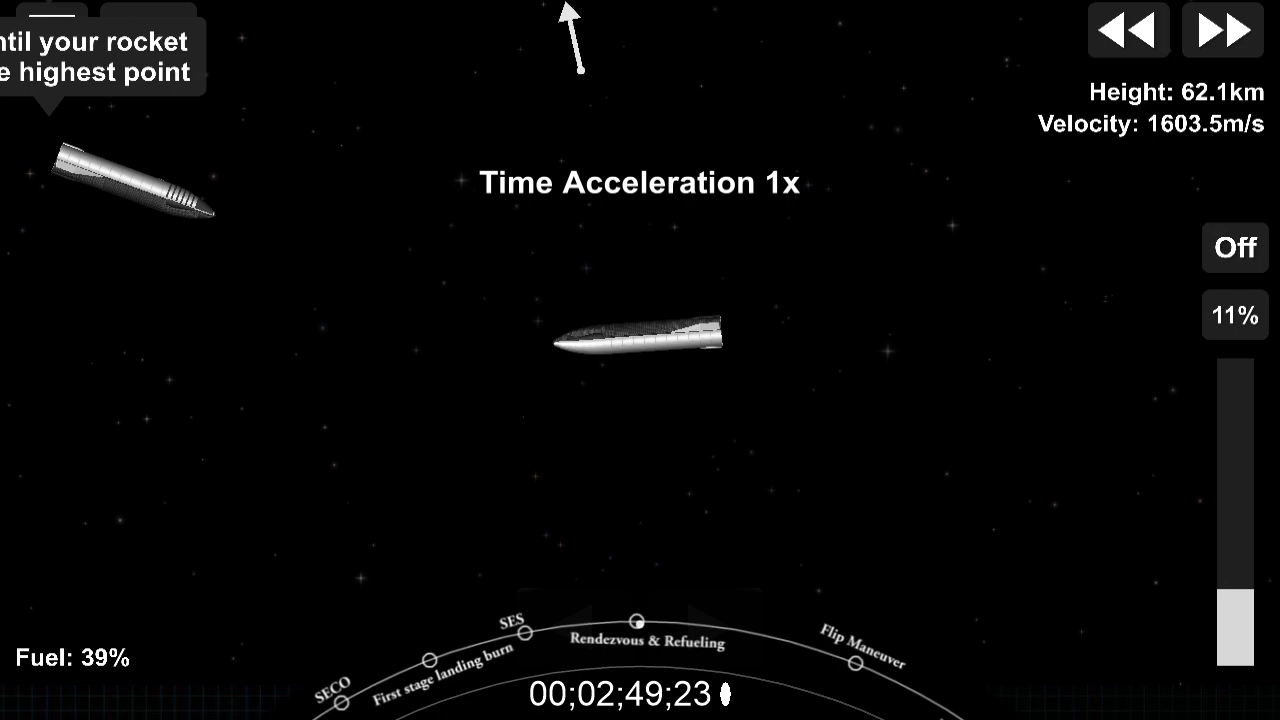 ntil your rocket
e highest point
Height: 62.1km
Velocity: 1603.5m/s
Time Acceleration 1x
Off
11%
SECO
First stage landing burn
SES
Rendezvous & Refueling
Flip Maneuver
Fuel: 39%
00;02;49;23